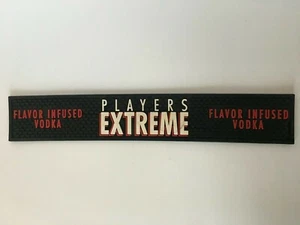 FLAVOR INFUSED
VODKA
PLAYERS
EXTREME
FLAVOR INFUSED
VODKA